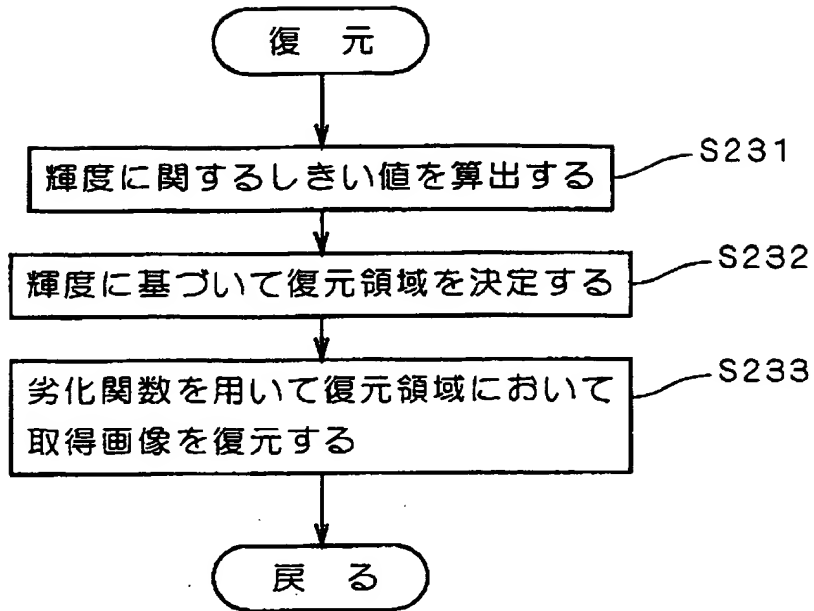 復 元
輝度に関するしきい値を算出する
S231
輝度に基づいて復元領域を決定する
S232
劣化関数を用いて復元領域において
取得画像を復元する
S233
戻 る